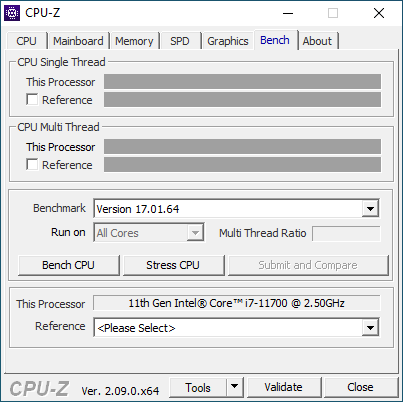 CPU-Z
CPU Mainboard Memory SPD Graphics Bench About
CPU Single Thread
This Processor
Reference
CPU Multi Thread
This Processor
Reference
Benchmark Version 17.01.64
Run on All Cores Multi Thread Ratio
Bench CPU Stress CPU Submit and Compare
This Processor 11th Gen Intel® Core™ i7-11700 @ 2.50GHz
Reference <Please Select>
CPU-Z Ver. 2.09.0.x64 Tools Validate Close